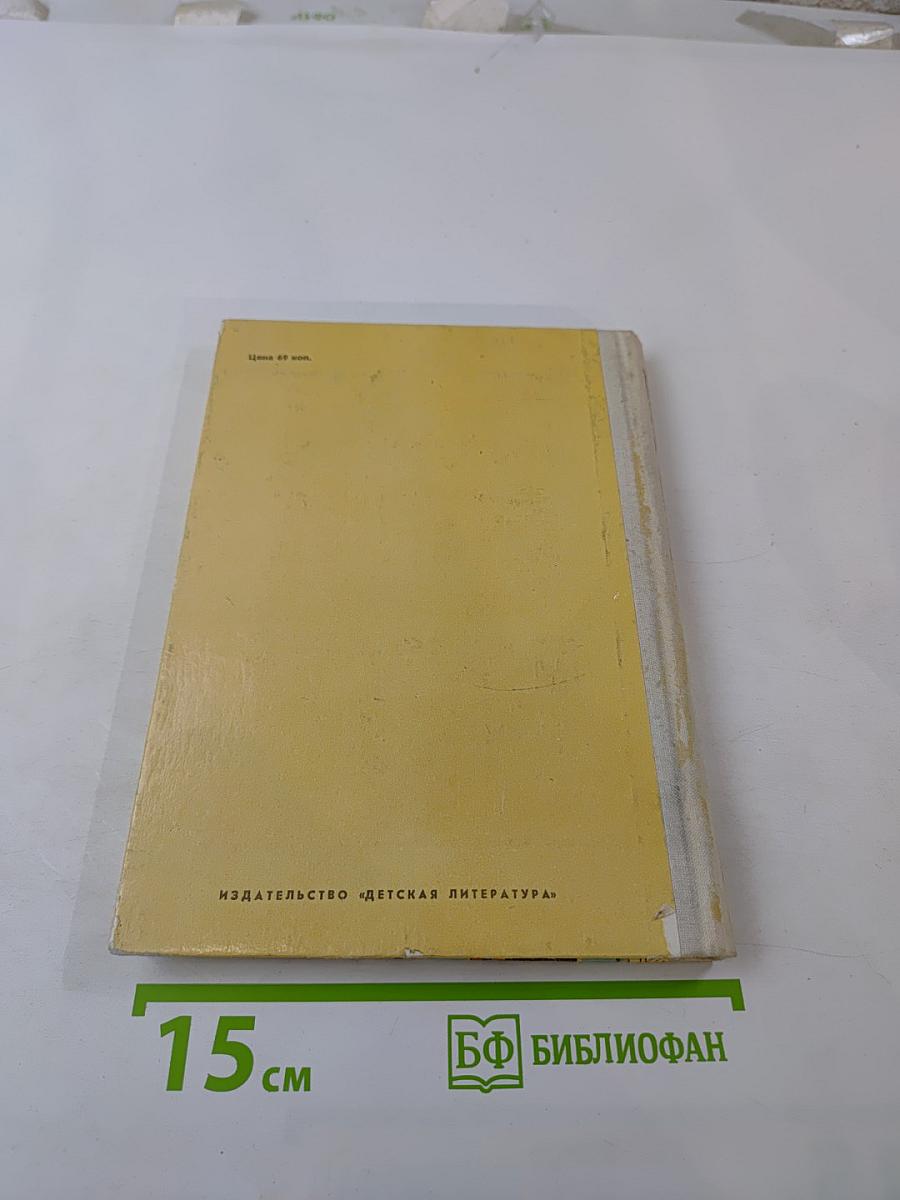 Цена 69 коп.
ИЗДАТЕЛЬСТВО «ДЕТСКАЯ ЛИТЕРАТУРА»
15 см
БФ БИБЛИОФАН